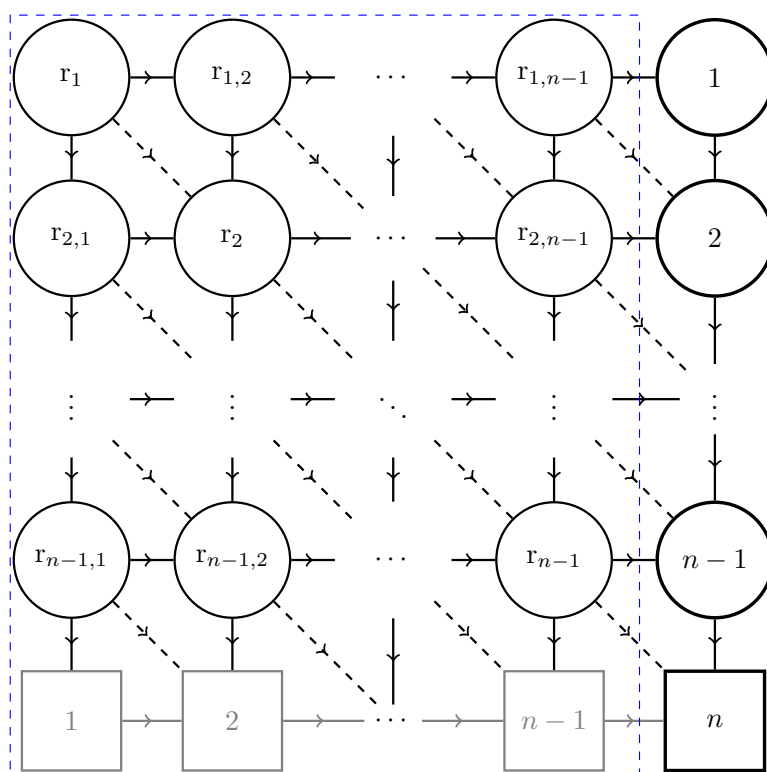 r₁ r₁,₂ ⋯ r₁,ₙ₋₁ 1
r₂,₁ r₂ ⋯ r₂,ₙ₋₁ 2
⋮ ⋮ ⋱ ⋮ ⋮
rₙ₋₁,₁ rₙ₋₁,₂ ⋯ rₙ₋₁ n − 1
1 2 ⋯ n − 1 n